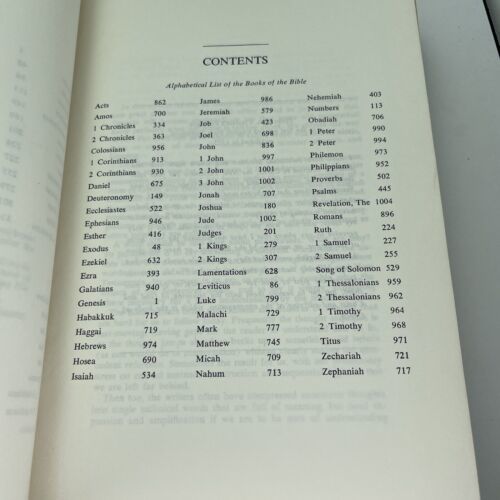 CONTENTS
Alphabetical List of the Books of the Bible
Acts 862
Amos 700
1 Chronicles 334
2 Chronicles 363
Colossians 956
1 Corinthians 913
2 Corinthians 930
Daniel 675
Deuteronomy 149
Ecclesiastes 522
Ephesians 946
Esther 416
Exodus 48
Ezekiel 632
Ezra 393
Galatians 940
Genesis 1
Habakkuk 715
Haggai 719
Hebrews 974
Hosea 690
Isaiah 534
James 986
Jeremiah 579
Job 423
Joel 698
John 836
1 John 997
2 John 1001
3 John 1002
Jonah 707
Joshua 180
Jude 1002
Judges 201
1 Kings 279
2 Kings 307
Lamentations 628
Leviticus 86
Luke 799
Malachi 729
Mark 777
Matthew 745
Micah 709
Nahum 713
Nehemiah 403
Numbers 113
Obadiah 706
1 Peter 990
2 Peter 994
Philemon 973
Philippians 952
Proverbs 502
Psalms 445
Revelation, The 1004
Romans 896
Ruth 224
1 Samuel 227
2 Samuel 255
Song of Solomon 529
1 Thessalonians 959
2 Thessalonians 962
1 Timothy 964
2 Timothy 968
Titus 971
Zechariah 721
Zephaniah 717